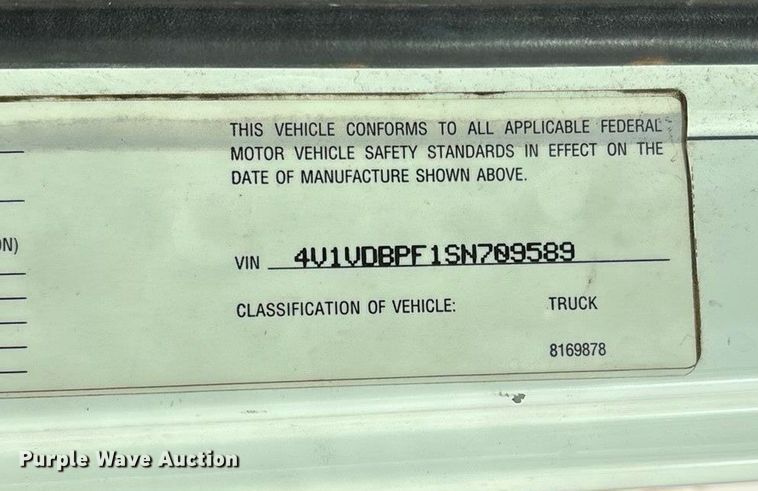 THIS VEHICLE CONFORMS TO ALL APPLICABLE FEDERAL
MOTOR VEHICLE SAFETY STANDARDS IN EFFECT ON THE
DATE OF MANUFACTURE SHOWN ABOVE.
ON)
VIN 4V1VDBPF1SN709589
CLASSIFICATION OF VEHICLE: TRUCK
8169878
Purple Wave Auction